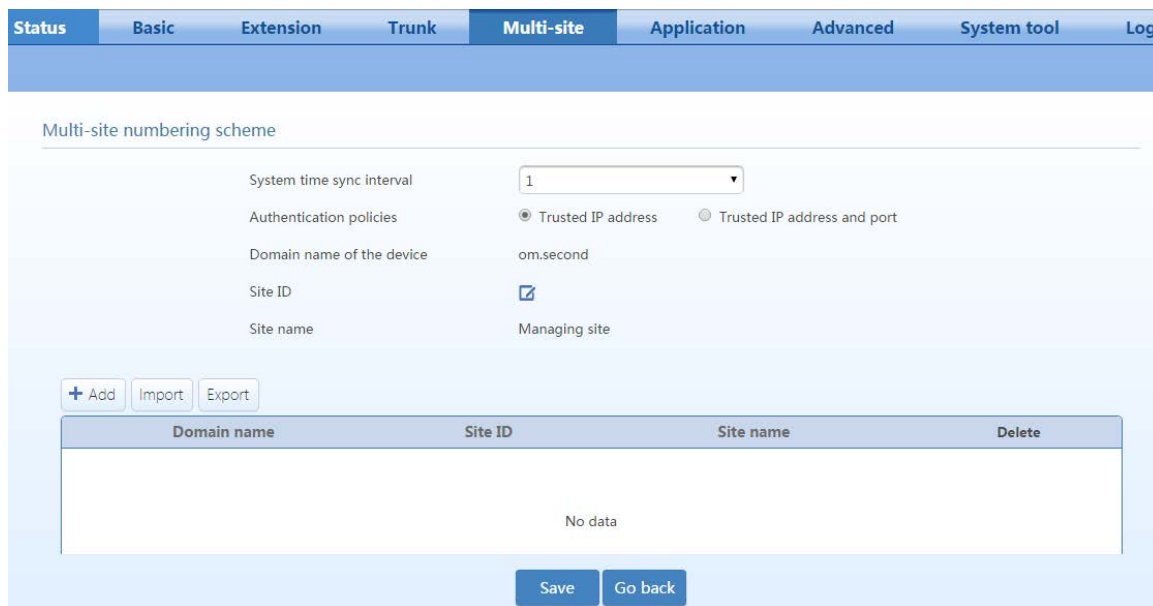 Status Basic Extension Trunk Multi-site Application Advanced System tool Log
Multi-site numbering scheme
System time sync interval 1
Authentication policies Trusted IP address Trusted IP address and port
Domain name of the device om.second
Site ID
Site name Managing site
+ Add Import Export
Domain name Site ID Site name Delete
No data
Save Go back